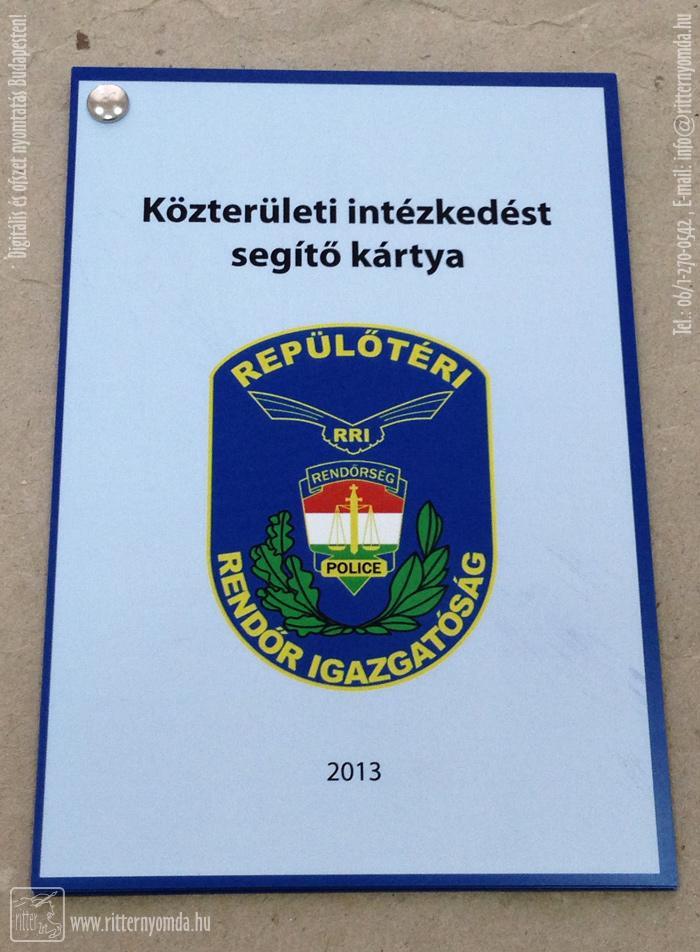 Közterületi intézkedést
segítő kártya
REPÜLŐTÉRI
RRI
RENDŐRSÉG
POLICE
RENDŐR IGAZGATÓSÁG
2013
Digitális és ofszet nyomtatás Budapesten!
Tel.: 06/1-270-0542 E-mail: info@ritternyomda.hu
ritter
www.ritternyomda.hu